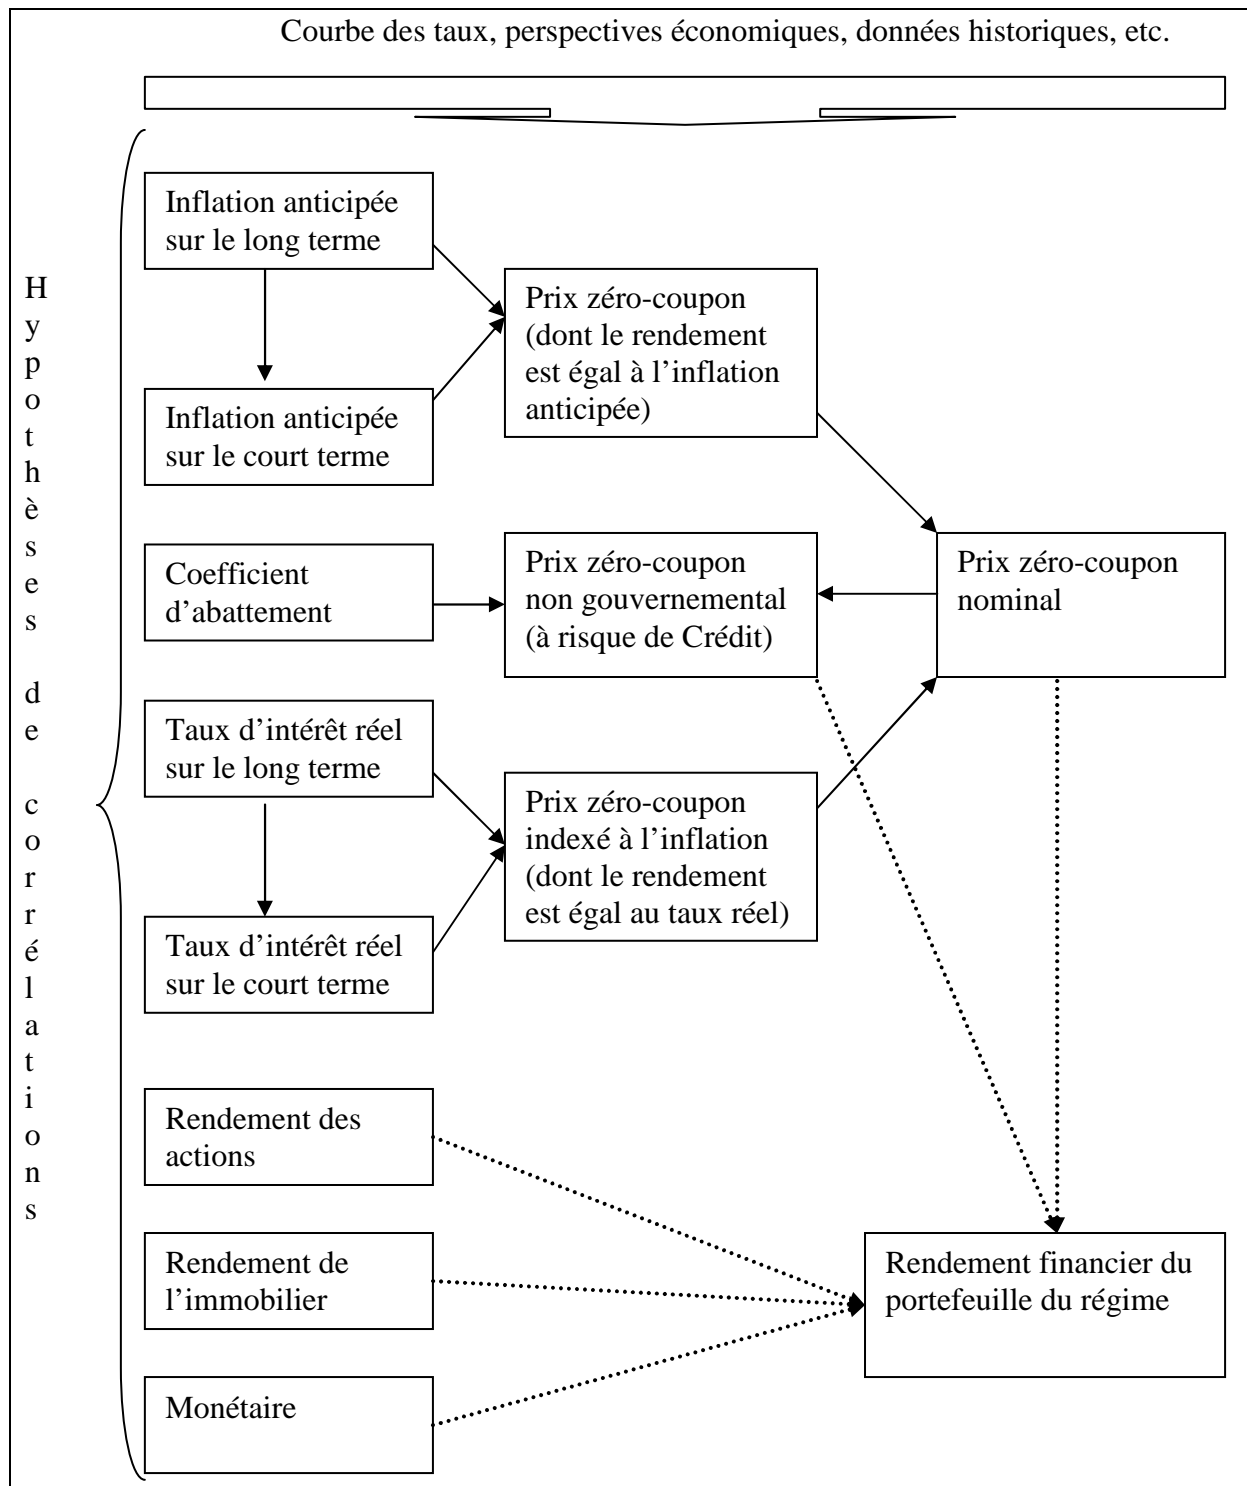 Courbe des taux, perspectives économiques, données historiques, etc.
Hypothèses de corrélations
Inflation anticipée
sur le long terme
Prix zéro-coupon
(dont le rendement
est égal à l’inflation
anticipée)
Inflation anticipée
sur le court terme
Coefficient
d’abattement
Prix zéro-coupon
non gouvernemental
(à risque de Crédit)
Prix zéro-coupon
nominal
Taux d’intérêt réel
sur le long terme
Prix zéro-coupon
indexé à l’inflation
(dont le rendement
est égal au taux réel)
Taux d’intérêt réel
sur le court terme
Rendement des
actions
Rendement de
l’immobilier
Rendement financier du
portefeuille du régime
Monétaire